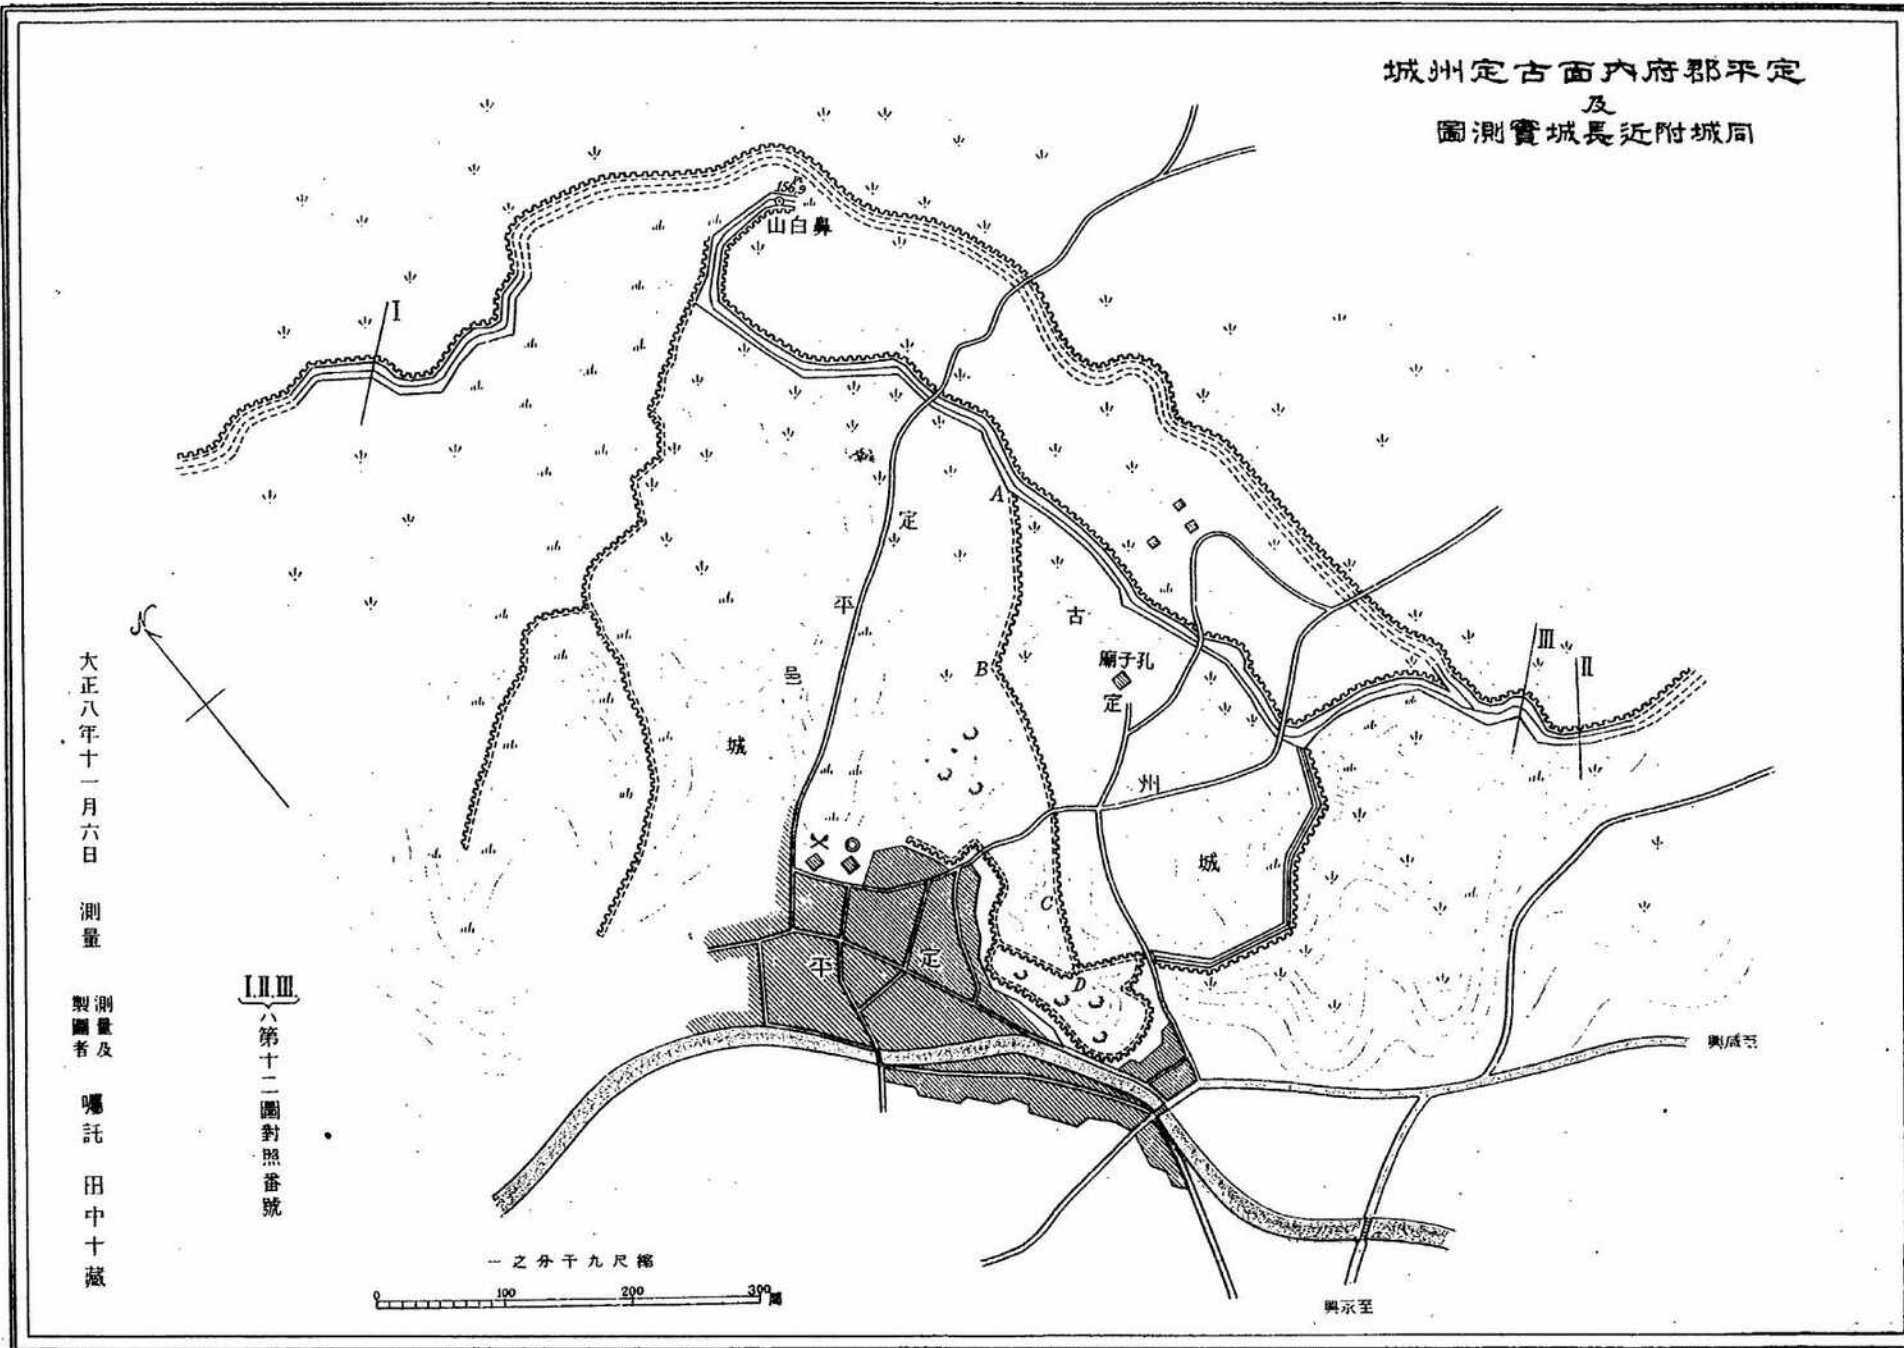 定平郡府內面古定州城
及
同城附近長城實測圖
156.9
鼻白山
I
A
定
平
邑
城
B
古
孔子廟
定
州
城
C
D
III
II
定
平
N
至咸興
至永興
大正八年十一月六日 測量
測量及
製圖者 囑託 田中十藏
I.II.III.
ハ第十二圖對照番號
縮尺九千分之一
0 100 200 300 間